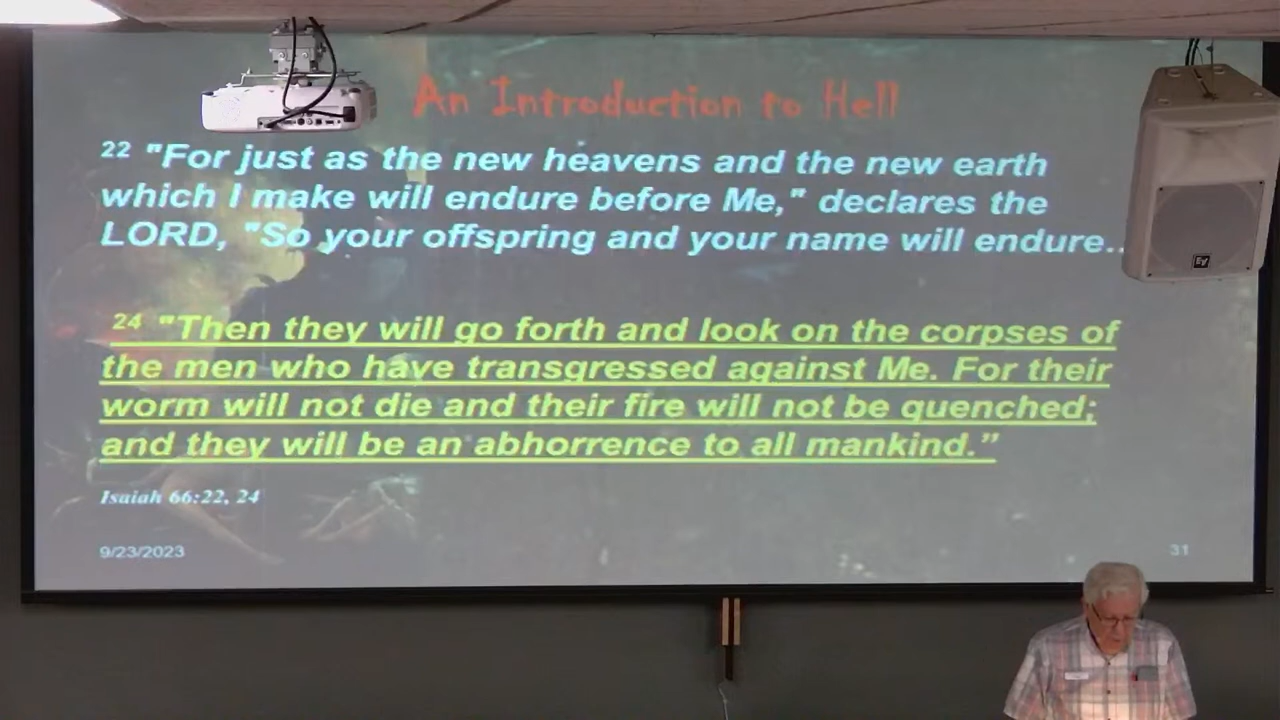 An Introduction to Hell
22 "For just as the new heavens and the new earth
which I make will endure before Me," declares the
LORD, "So your offspring and your name will endure..
24 "Then they will go forth and look on the corpses of
the men who have transgressed against Me. For their
worm will not die and their fire will not be quenched;
and they will be an abhorrence to all mankind.”
Isaiah 66:22, 24
9/23/2023
31
EV